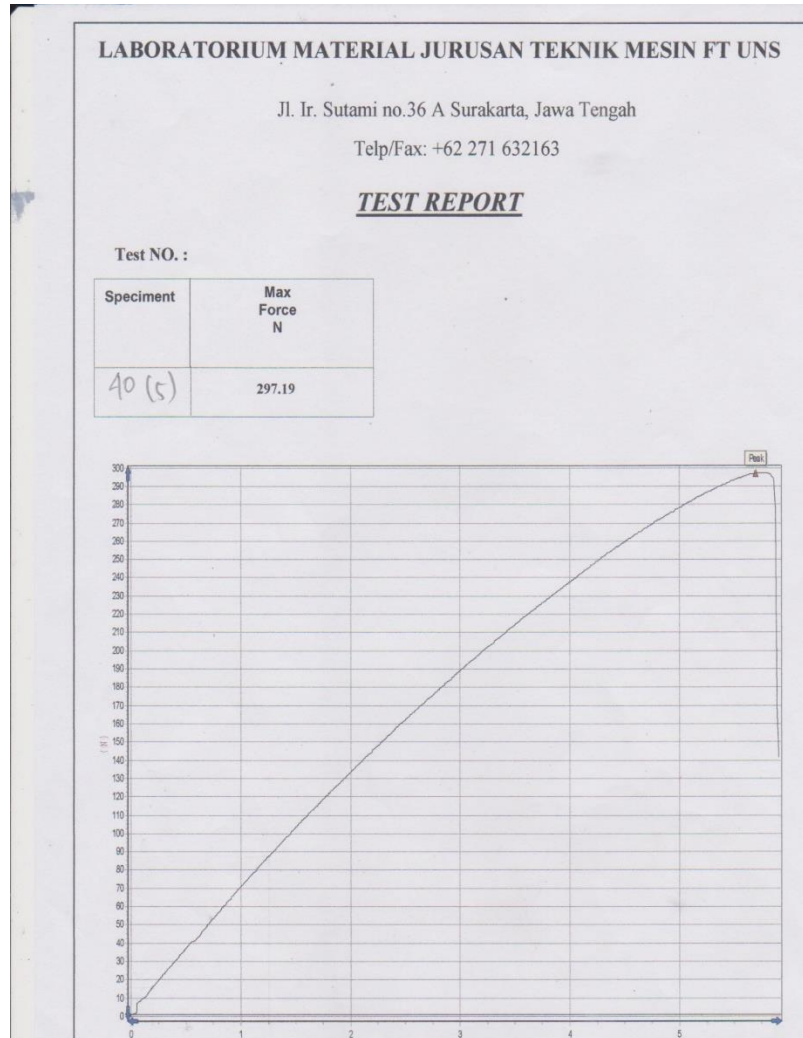 LABORATORIUM MATERIAL JURUSAN TEKNIK MESIN FT UNS
Jl. Ir. Sutami no.36 A Surakarta, Jawa Tengah
Telp/Fax: +62 271 632163
TEST REPORT
Test NO. :
Speciment
Max
Force
N
40 (5)
297.19
Peak
300
290
280
270
260
250
240
230
220
210
200
190
180
170
160
( N ) 150
140
130
120
110
100
90
80
70
60
50
40
30
20
10
0
0 1 2 3 4 5